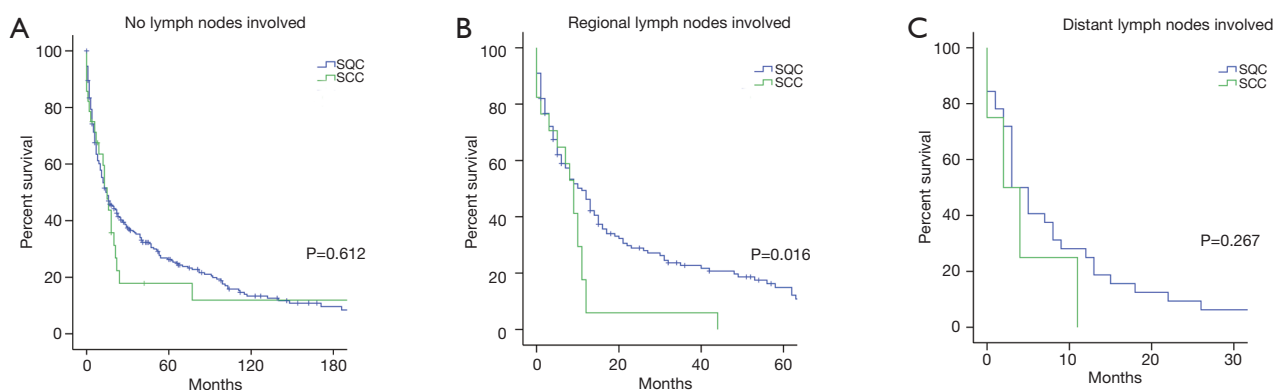 A
No lymph nodes involved
100
80
60
40
20
0
Percent survival
SQC
SCC
P=0.612
0 60 120 180
Months
B
Regional lymph nodes involved
100
80
60
40
20
0
Percent survival
SQC
SCC
P=0.016
0 20 40 60
Months
C
Distant lymph nodes involved
100
80
60
40
20
0
Percent survival
SQC
SCC
P=0.267
0 10 20 30
Months